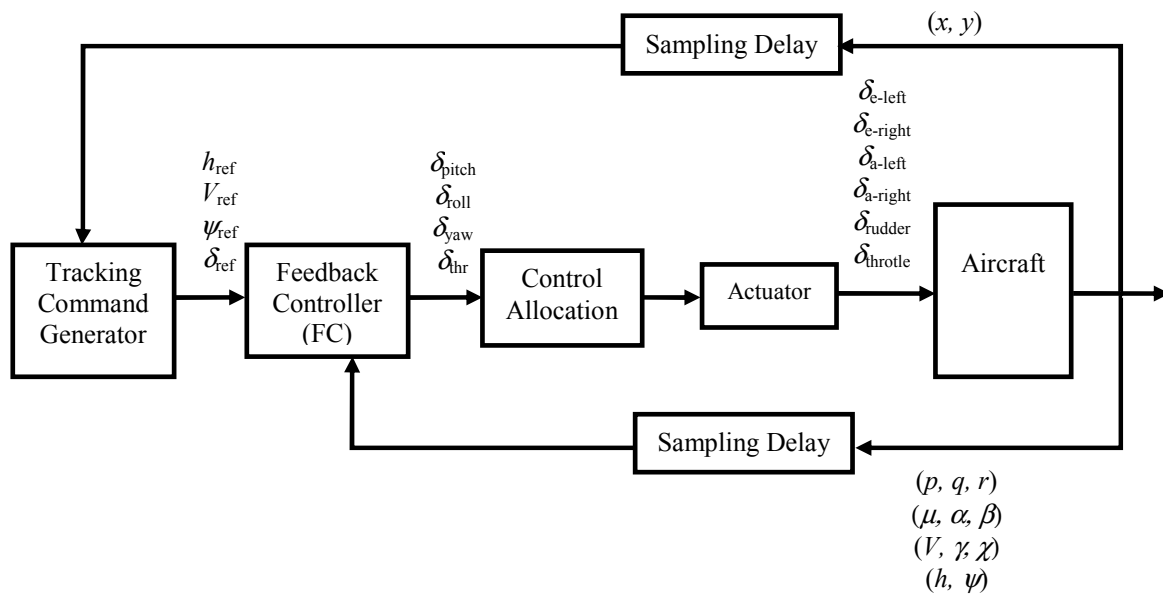 (x, y)
Sampling Delay
δe-left
δe-right
δa-left
δa-right
δrudder
δthrotle
href
Vref
ψref
δref
δpitch
δroll
δyaw
δthr
Tracking
Command
Generator
Feedback
Controller
(FC)
Control
Allocation
Actuator
Aircraft
Sampling Delay
(p, q, r)
(μ, α, β)
(V, γ, χ)
(h, ψ)